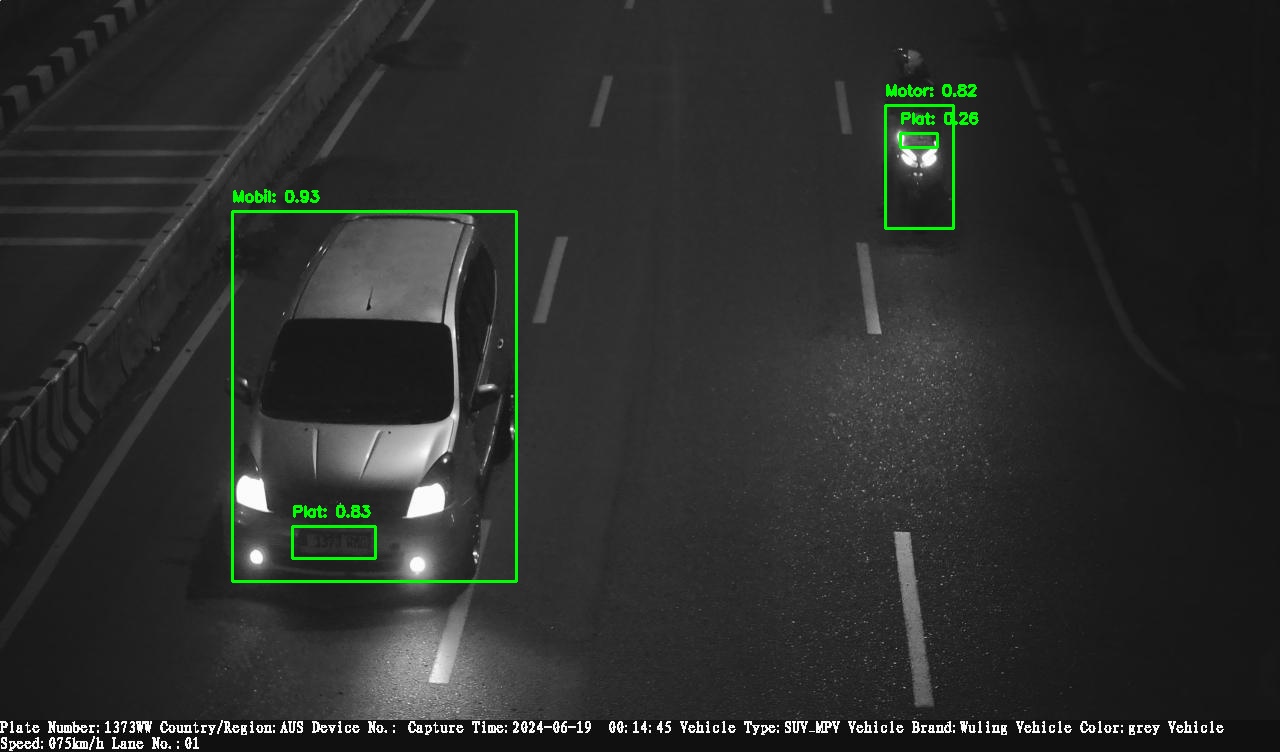 Motor: 0.82
Plat: 0.26
Mobil: 0.93
Plat: 0.83
Plate Number:1373WW Country/Region:AUS Device No.: Capture Time:2024-06-19 00:14:45 Vehicle Type:SUV_MPV Vehicle Brand:Wuling Vehicle Color:grey Vehicle
Speed:075km/h Lane No.:01